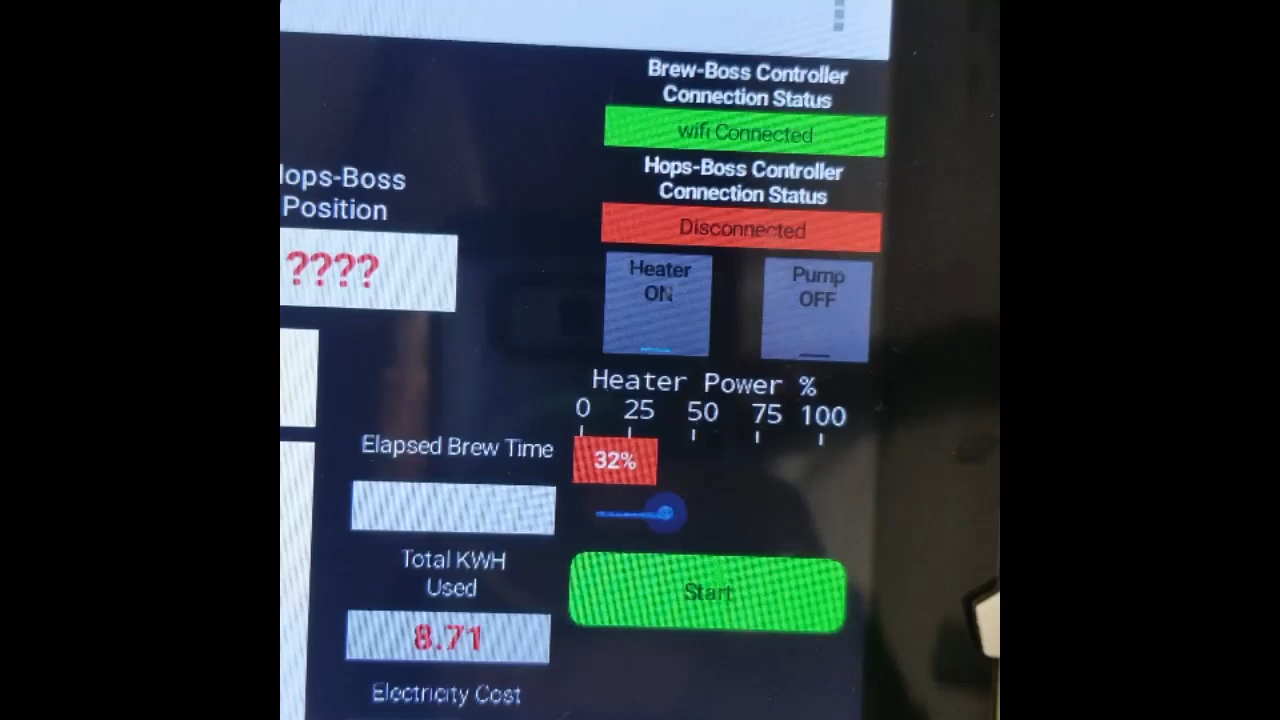 Brew-Boss Controller
Connection Status
wifi Connected
Hops-Boss Controller
Connection Status
Disconnected
lops-Boss
Position
????
Heater
ON
Pump
OFF
Heater Power %
0 25 50 75 100
32%
Elapsed Brew Time
Total KWH
Used
8.71
Start
Electricity Cost